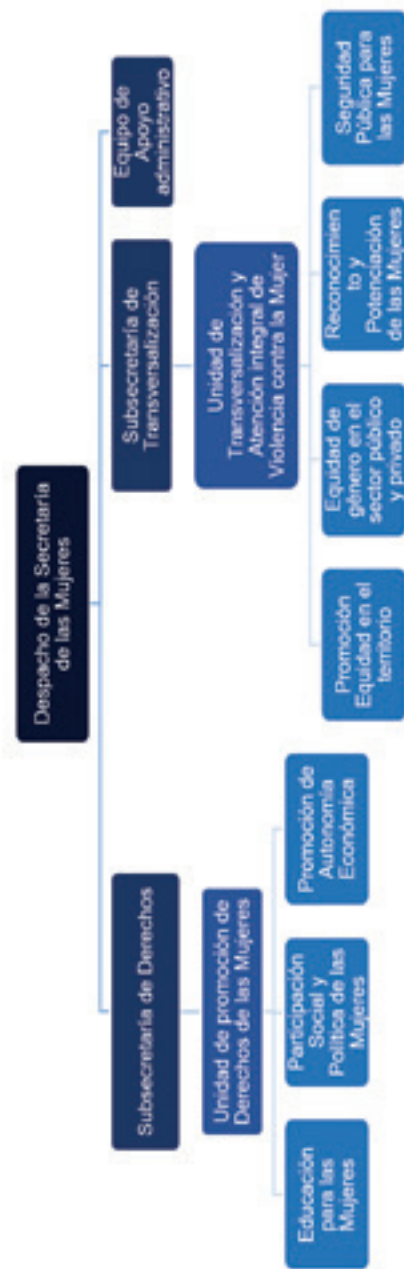 Despacho de la Secretaría
de las Mujeres
Subsecretaría de Derechos
Subsecretaría de
Transversalización
Equipo de
Apoyo
administrativo
Unidad de promoción de
Derechos de las Mujeres
Unidad de
Transversalización y
Atención integral de
Violencia contra la Mujer
Educación
para las
Mujeres
Participación
Social y
Política de las
Mujeres
Promoción de
Autonomía
Económica
Promoción
Equidad en el
territorio
Equidad de
género en el
sector público
y privado
Reconocimien
to y
Potenciación
de las Mujeres
Seguridad
Pública para
las Mujeres